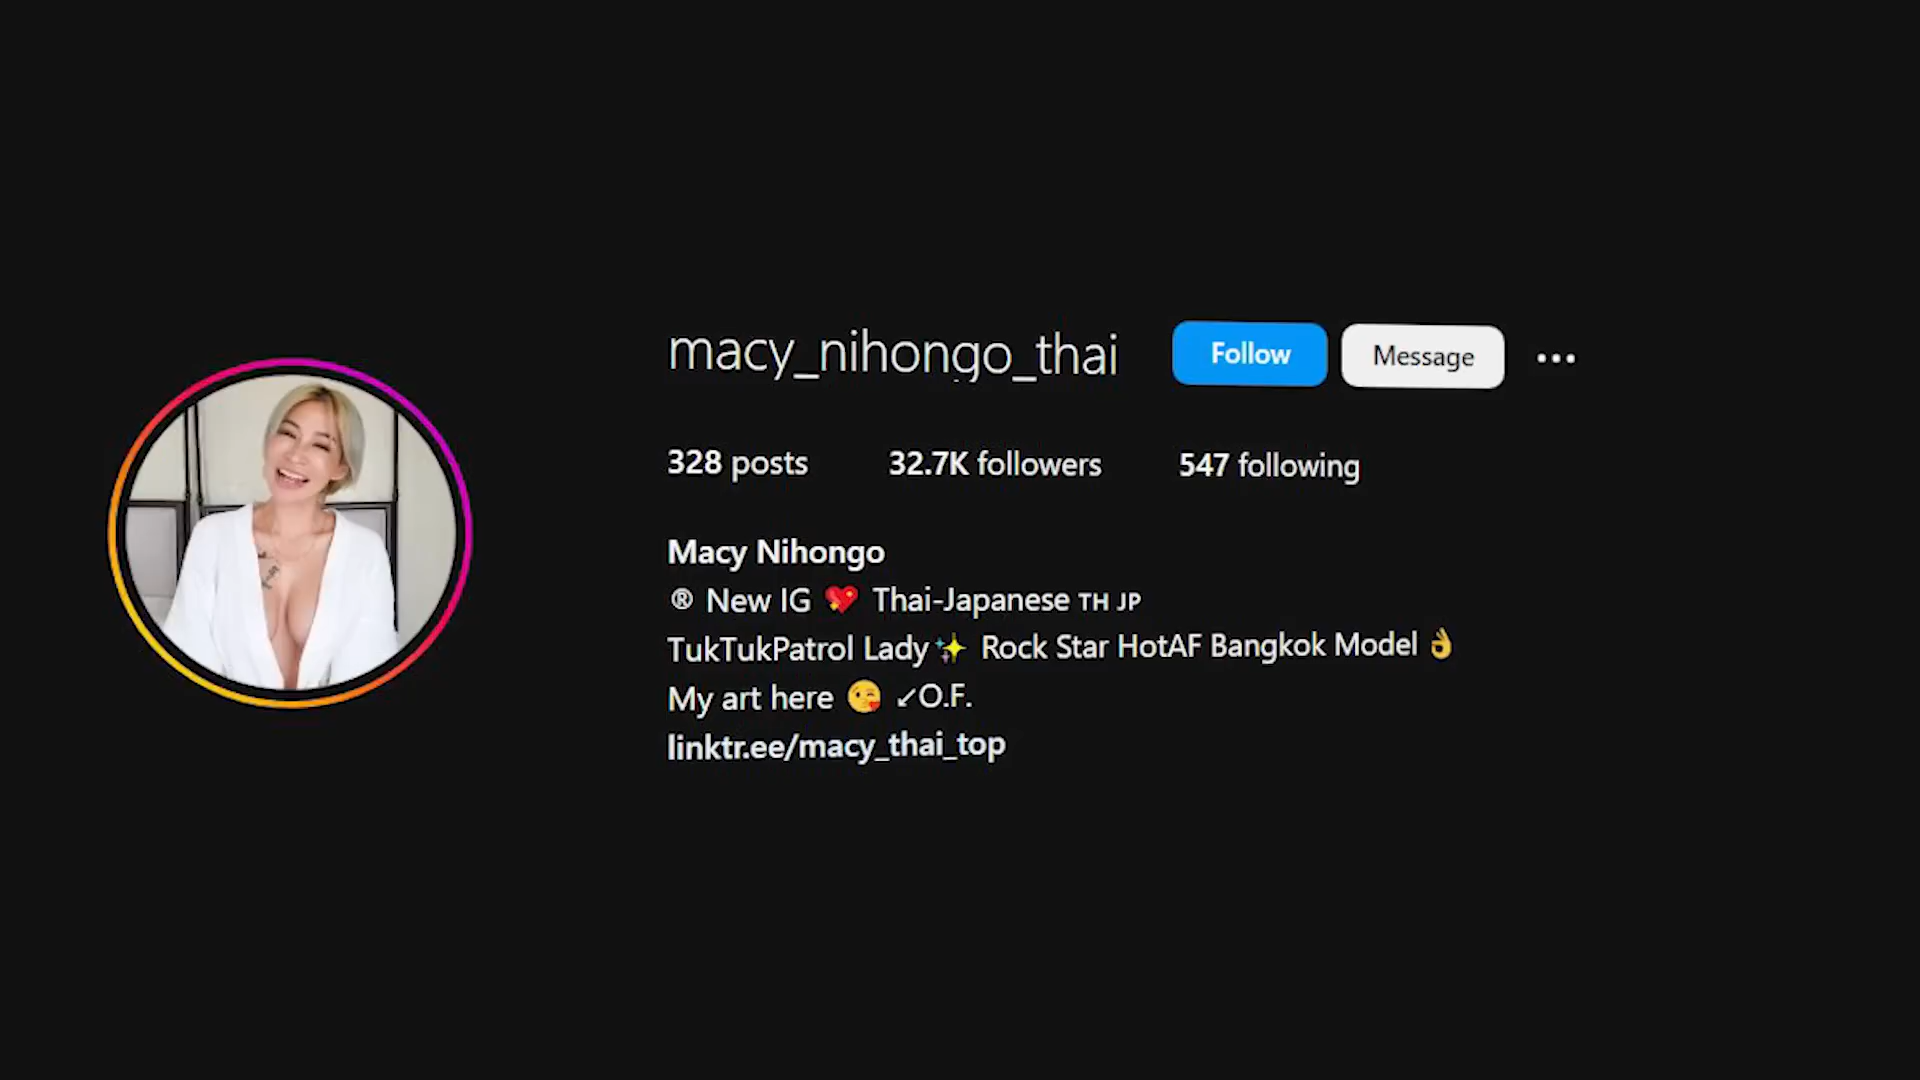 macy_nihongo_thai Follow Message
328 posts 32.7K followers 547 following
Macy Nihongo
® New IG 💖 Thai-Japanese TH JP
TukTukPatrol Lady✨ Rock Star HotAF Bangkok Model 👌
My art here 😘 ↙O.F.
linktr.ee/macy_thai_top